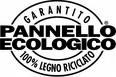 GARANTITO
PANNELLO
ECOLOGICO®
100% LEGNO RICICLATO